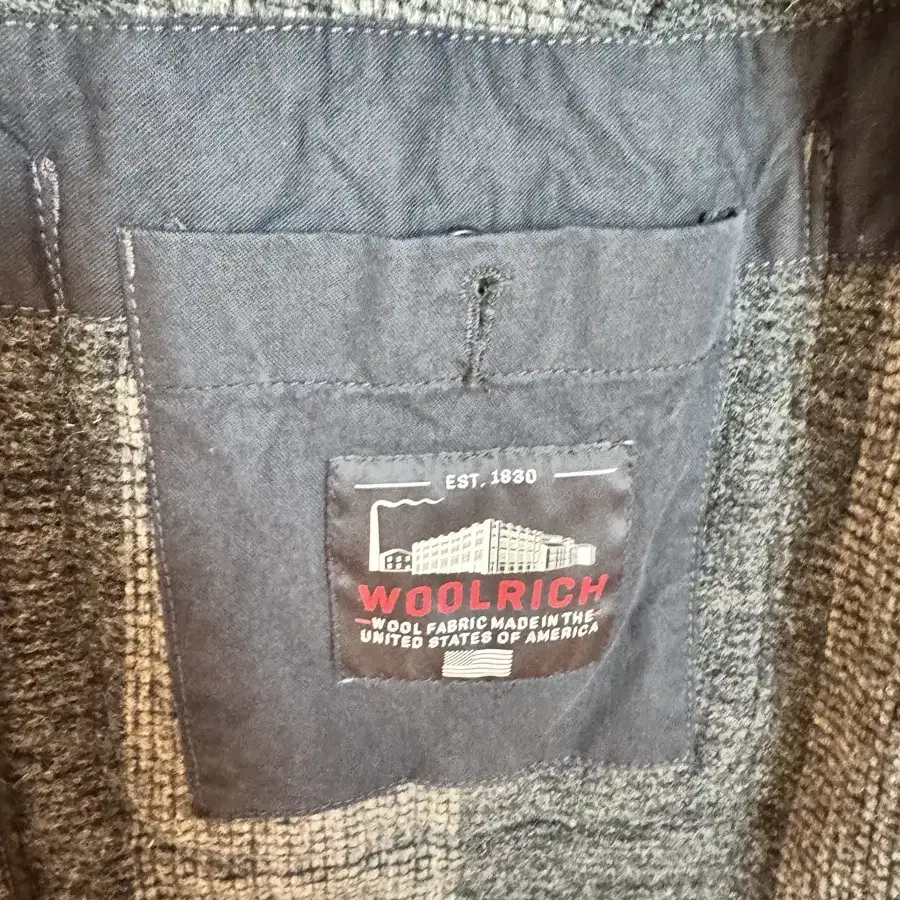 EST. 1830
WOOLRICH
WOOL FABRIC MADE IN THE
UNITED STATES OF AMERICA